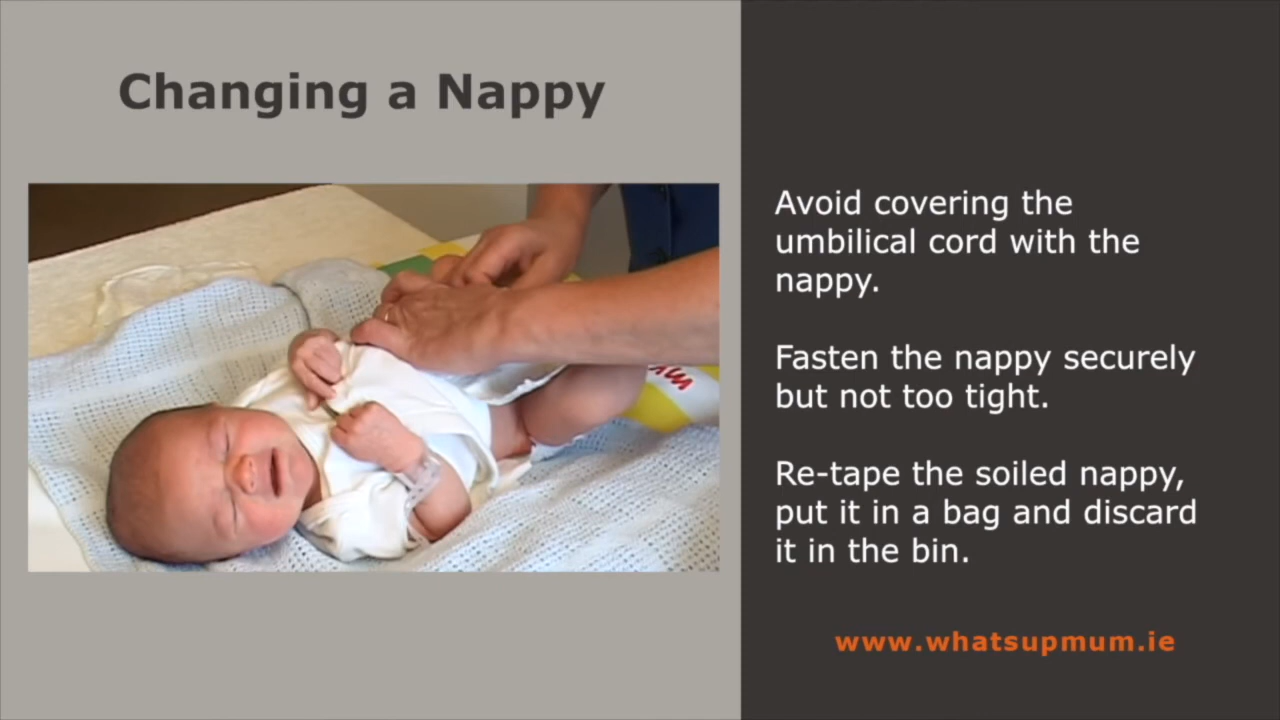 Changing a Nappy
Avoid covering the
umbilical cord with the
nappy.
Fasten the nappy securely
but not too tight.
Re-tape the soiled nappy,
put it in a bag and discard
it in the bin.
www.whatsupmum.ie